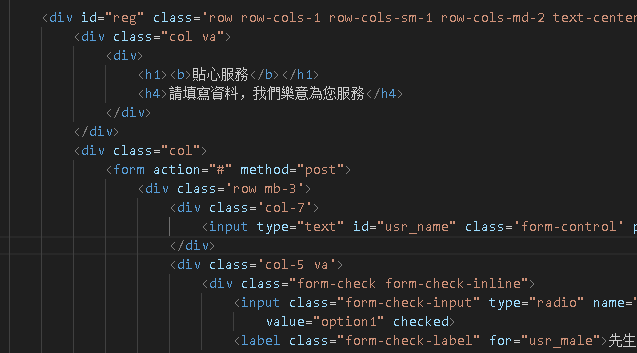 <div id="reg" class='row row-cols-1 row-cols-sm-1 row-cols-md-2 text-center
<div class="col va">
<div>
<h1><b>貼心服務</b></h1>
<h4>請填寫資料，我們樂意為您服務</h4>
</div>
</div>
<div class="col">
<form action="#" method="post">
<div class='row mb-3'>
<div class='col-7'>
<input type="text" id="usr_name" class='form-control' p
</div>
<div class='col-5 va'>
<div class="form-check form-check-inline">
<input class="form-check-input" type="radio" name="
value="option1" checked>
<label class="form-check-label" for="usr_male">先生